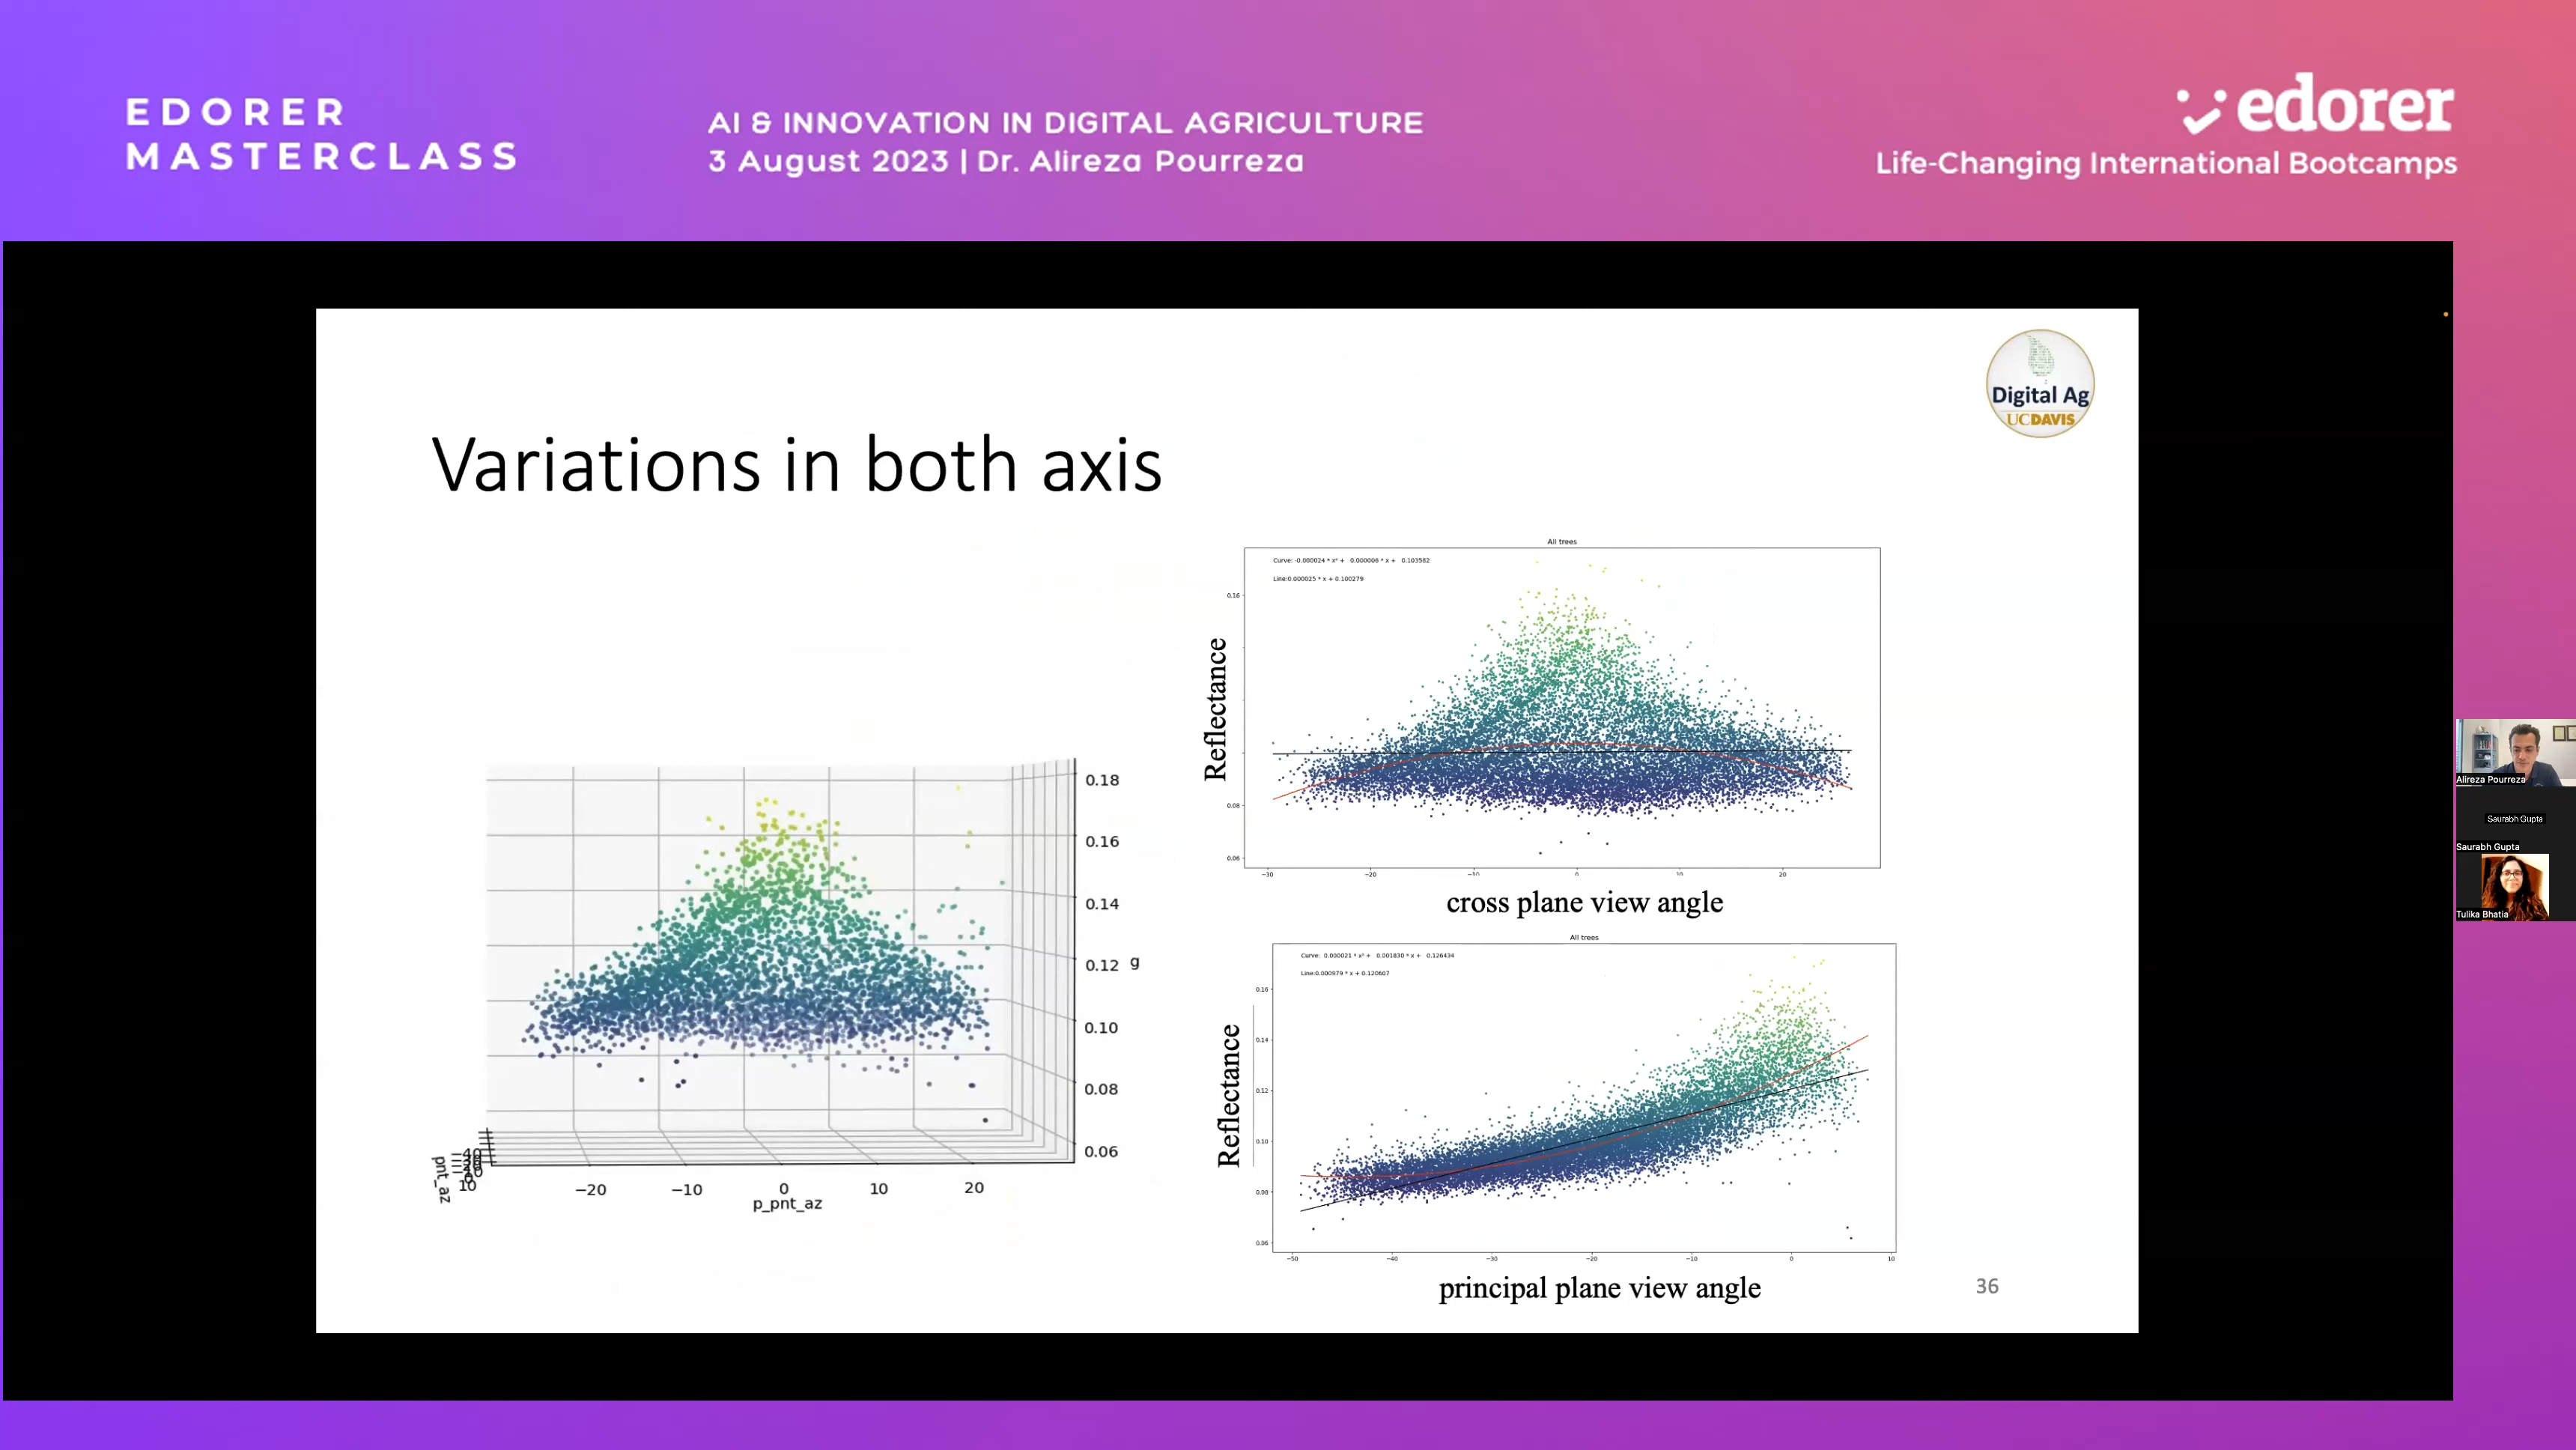 EDORER
MASTERCLASS
AI & INNOVATION IN DIGITAL AGRICULTURE
3 August 2023 | Dr. Alireza Pourreza
edorer
Life-Changing International Bootcamps
Digital Ag
UCDAVIS
Variations in both axis
0.18
0.16
0.14
0.12 g
0.10
0.08
0.06
pnt_az
10
−20 −10 0 10 20
p_pnt_az
All trees
Curve: -0.000024 * x² + 0.000006 * x + 0.103582
Line:0.000025 * x + 0.100279
0.16
0.08
0.06
Reflectance
−30 −20 −10 0 10 20
cross plane view angle
All trees
Curve: 0.000021 * x² + 0.001830 * x + 0.126434
Line:0.000979 * x + 0.120607
0.16
0.14
0.12
0.10
0.08
0.06
Reflectance
−50 −40 −30 −20 −10 0 10
principal plane view angle
36
Alireza Pourreza
Saurabh Gupta
Saurabh Gupta
Tulika Bhatia